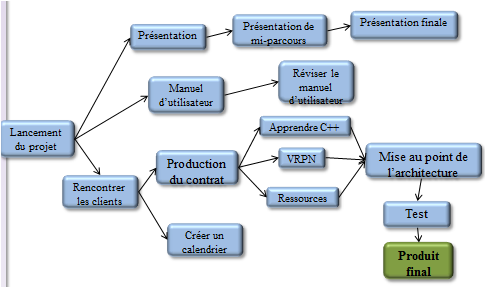 Présentation
Présentation de
mi-parcours
Présentation finale
Manuel
d’utilisateur
Réviser le
manuel
d’utilisateur
Lancement
du projet
Rencontrer
les clients
Production
du contrat
Créer un
calendrier
Apprendre C++
VRPN
Ressources
Mise au point de
l’architecture
Test
Produit
final